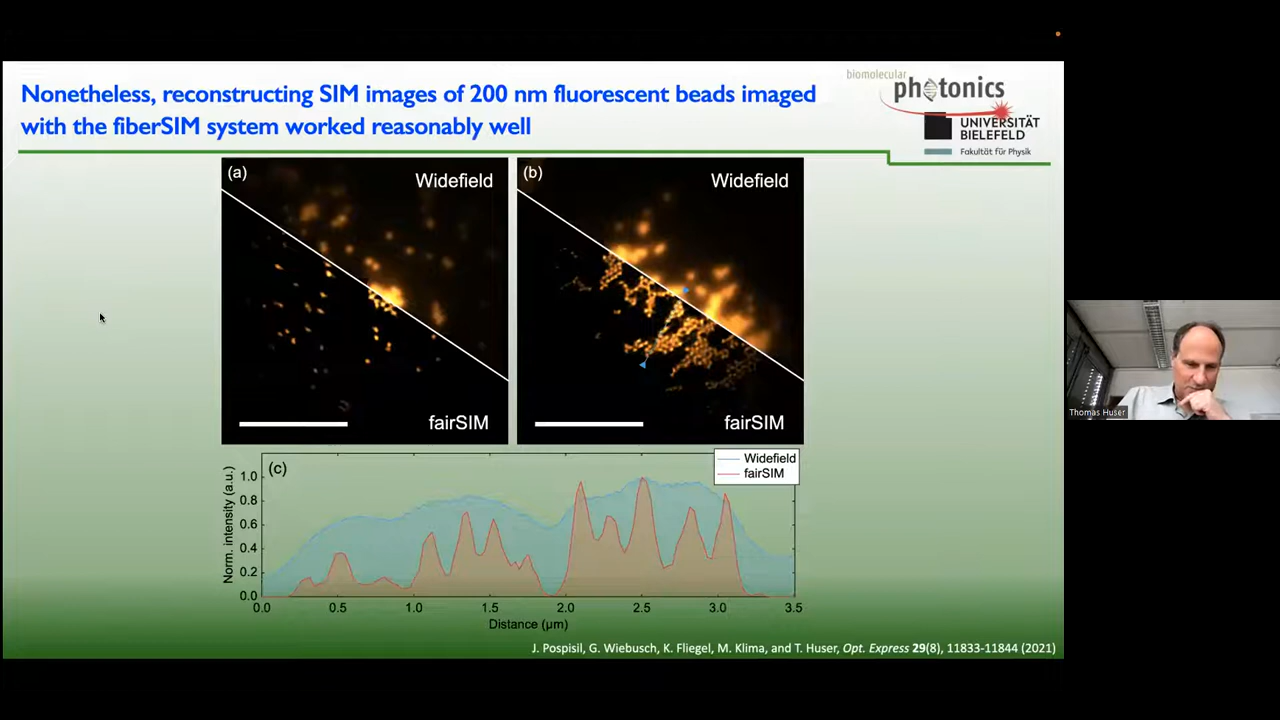 Nonetheless, reconstructing SIM images of 200 nm fluorescent beads imaged
with the fiberSIM system worked reasonably well
biomolecular
photonics
UNIVERSITÄT
BIELEFELD
Fakultät für Physik
(a)
Widefield
fairSIM
(b)
Widefield
fairSIM
Thomas Huser
(c)
Widefield
fairSIM
Norm. intensity (a.u.)
1.0
0.8
0.6
0.4
0.2
0.0
0.0 0.5 1.0 1.5 2.0 2.5 3.0 3.5
Distance (μm)
J. Pospisil, G. Wiebusch, K. Fliegel, M. Klima, and T. Huser, Opt. Express 29(8), 11833-11844 (2021)